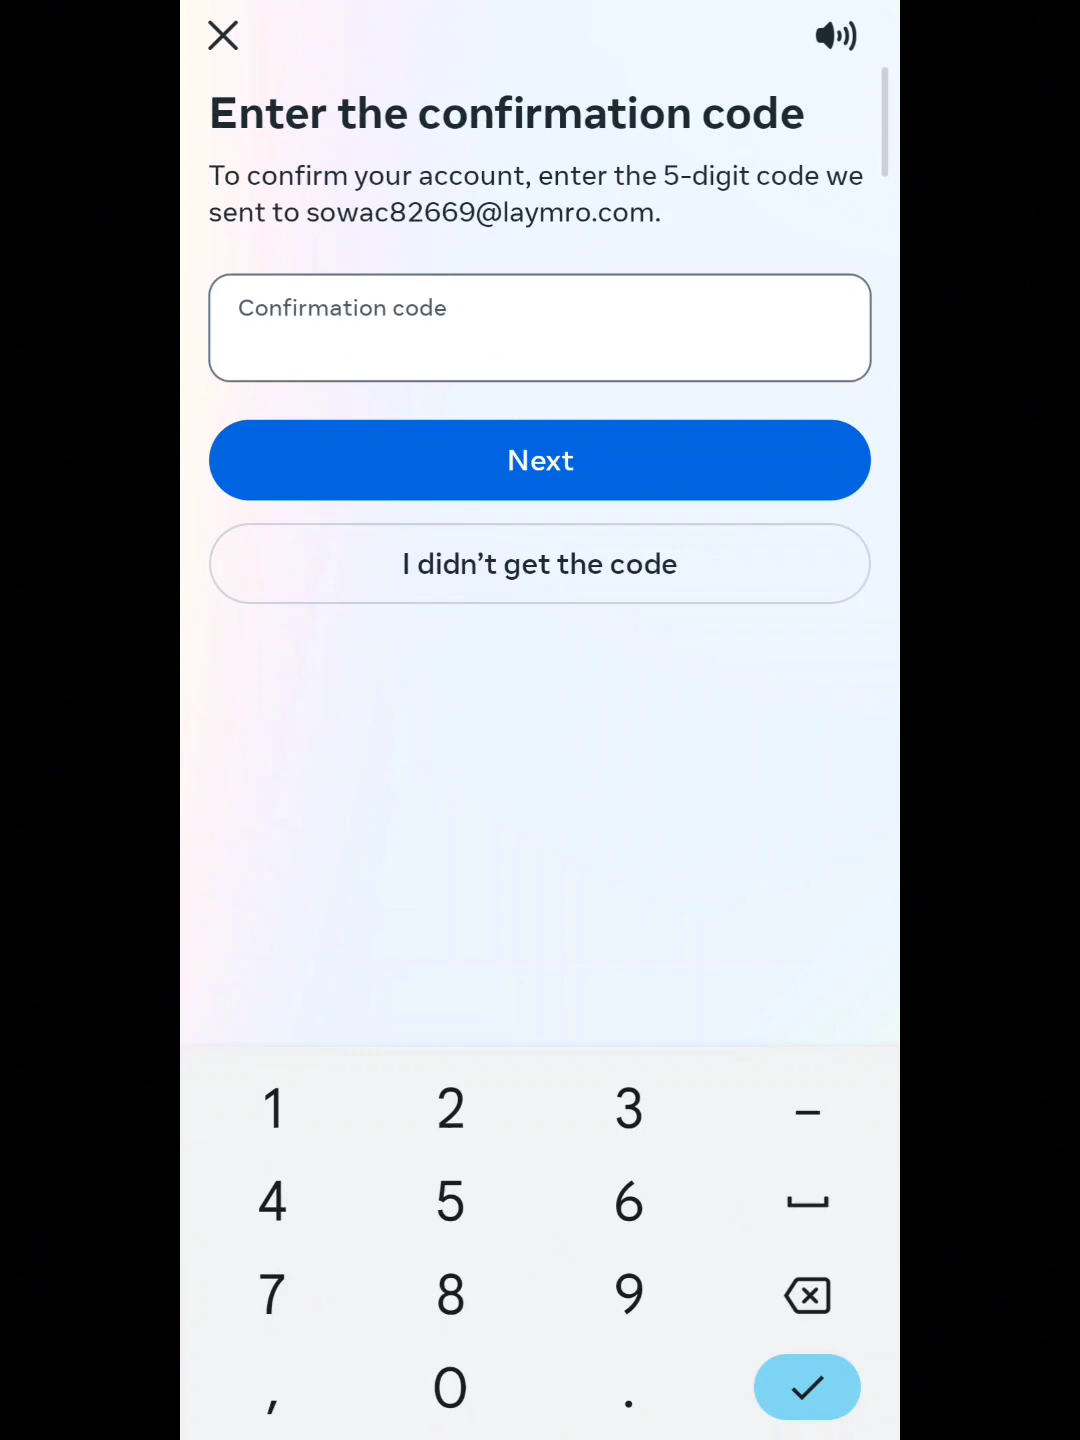 Enter the confirmation code
To confirm your account, enter the 5-digit code we
sent to sowac82669@laymro.com.
Confirmation code
Next
I didn’t get the code
1 2 3 –
4 5 6
7 8 9
, 0 .